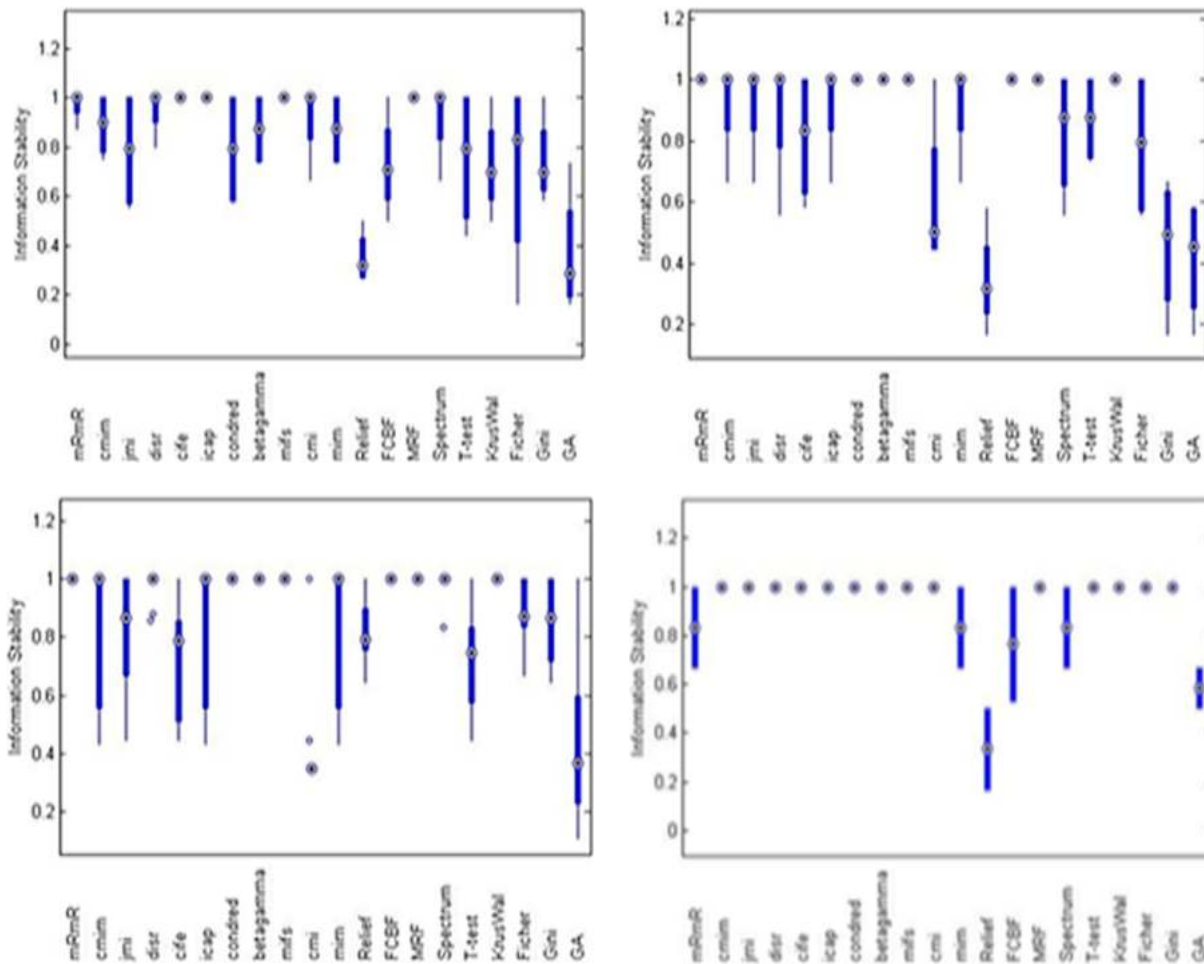 Information Stability
1.2
1
0.8
0.6
0.4
0.2
0
mRmR
cmim
jmi
disr
cife
icap
condred
betagamma
mifs
cmi
mim
Relief
FCBF
MRF
Spectrum
T-test
KrusWal
Ficher
Gini
GA
Information Stability
1.2
1
0.8
0.6
0.4
0.2
mRmR
cmim
jmi
disr
cife
icap
condred
betagamma
mifs
cmi
mim
Relief
FCBF
MRF
Spectrum
T-test
KrusWal
Ficher
Gini
GA
Information Stability
1.2
1
0.8
0.6
0.4
0.2
mRmR
cmim
jmi
disr
cife
icap
condred
betagamma
mifs
cmi
mim
Relief
FCBF
MRF
Spectrum
T-test
KrusWal
Ficher
Gini
GA
Information Stability
1.2
1
0.8
0.6
0.4
0.2
0
mRmR
cmim
jmi
disr
cife
icap
condred
betagamma
mifs
cmi
mim
Relief
FCBF
MRF
Spectrum
T-test
KrusWal
Ficher
Gini
GA